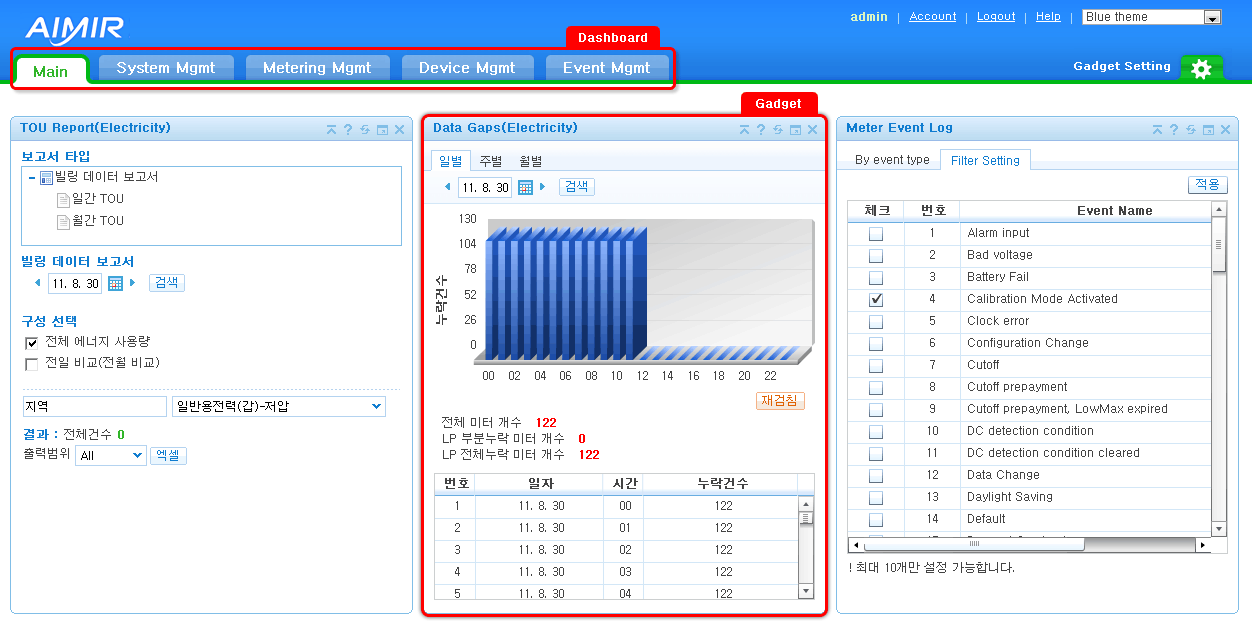 AIMIR
admin | Account | Logout | Help | Blue theme
Dashboard
Main System Mgmt Metering Mgmt Device Mgmt Event Mgmt
Gadget Setting
Gadget
TOU Report(Electricity)
보고서 타입
빌링 데이터 보고서
일간 TOU
월간 TOU
빌링 데이터 보고서
11. 8. 30 검색
구성 선택
전체 에너지 사용량
전일 비교(전월 비교)
지역 일반용전력(갑)-저압
결과 : 전체건수 0
출력범위 All 엑셀
Data Gaps(Electricity)
일별 주별 월별
11. 8. 30 검색
누락건수
130
104
78
52
26
0
00 02 04 06 08 10 12 14 16 18 20 22
재검침
전체 미터 개수 122
LP 부분누락 미터 개수 0
LP 전체누락 미터 개수 122
번호 일자 시간 누락건수
1 11. 8. 30 00 122
2 11. 8. 30 01 122
3 11. 8. 30 02 122
4 11. 8. 30 03 122
5 11. 8. 30 04 122
Meter Event Log
By event type Filter Setting
적용
체크 번호 Event Name
1 Alarm input
2 Bad voltage
3 Battery Fail
4 Calibration Mode Activated
5 Clock error
6 Configuration Change
7 Cutoff
8 Cutoff prepayment
9 Cutoff prepayment, LowMax expired
10 DC detection condition
11 DC detection condition cleared
12 Data Change
13 Daylight Saving
14 Default
! 최대 10개만 설정 가능합니다.